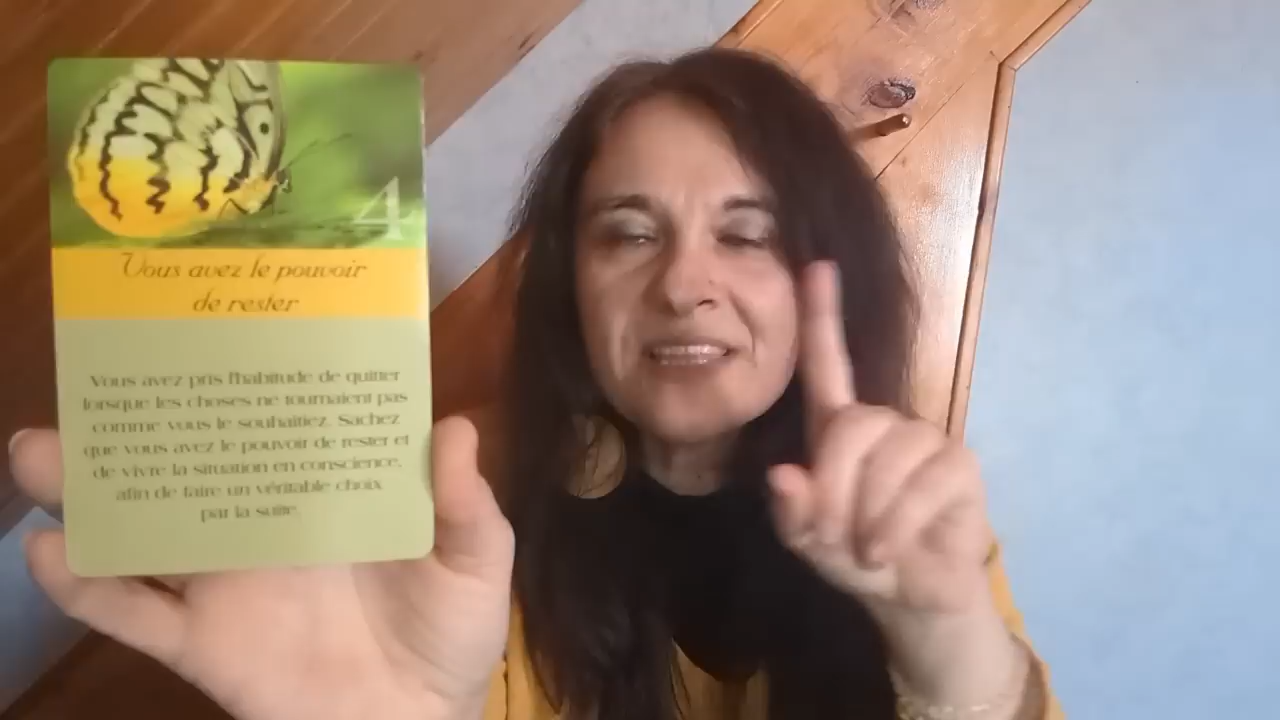 4
Vous avez le pouvoir
de rester
Vous avez pris l'habitude de quitter
lorsque les choses ne tournaient pas
comme vous le souhaitiez. Sachez
que vous avez le pouvoir de rester et
de vivre la situation en conscience,
afin de faire un véritable choix
par la suite.